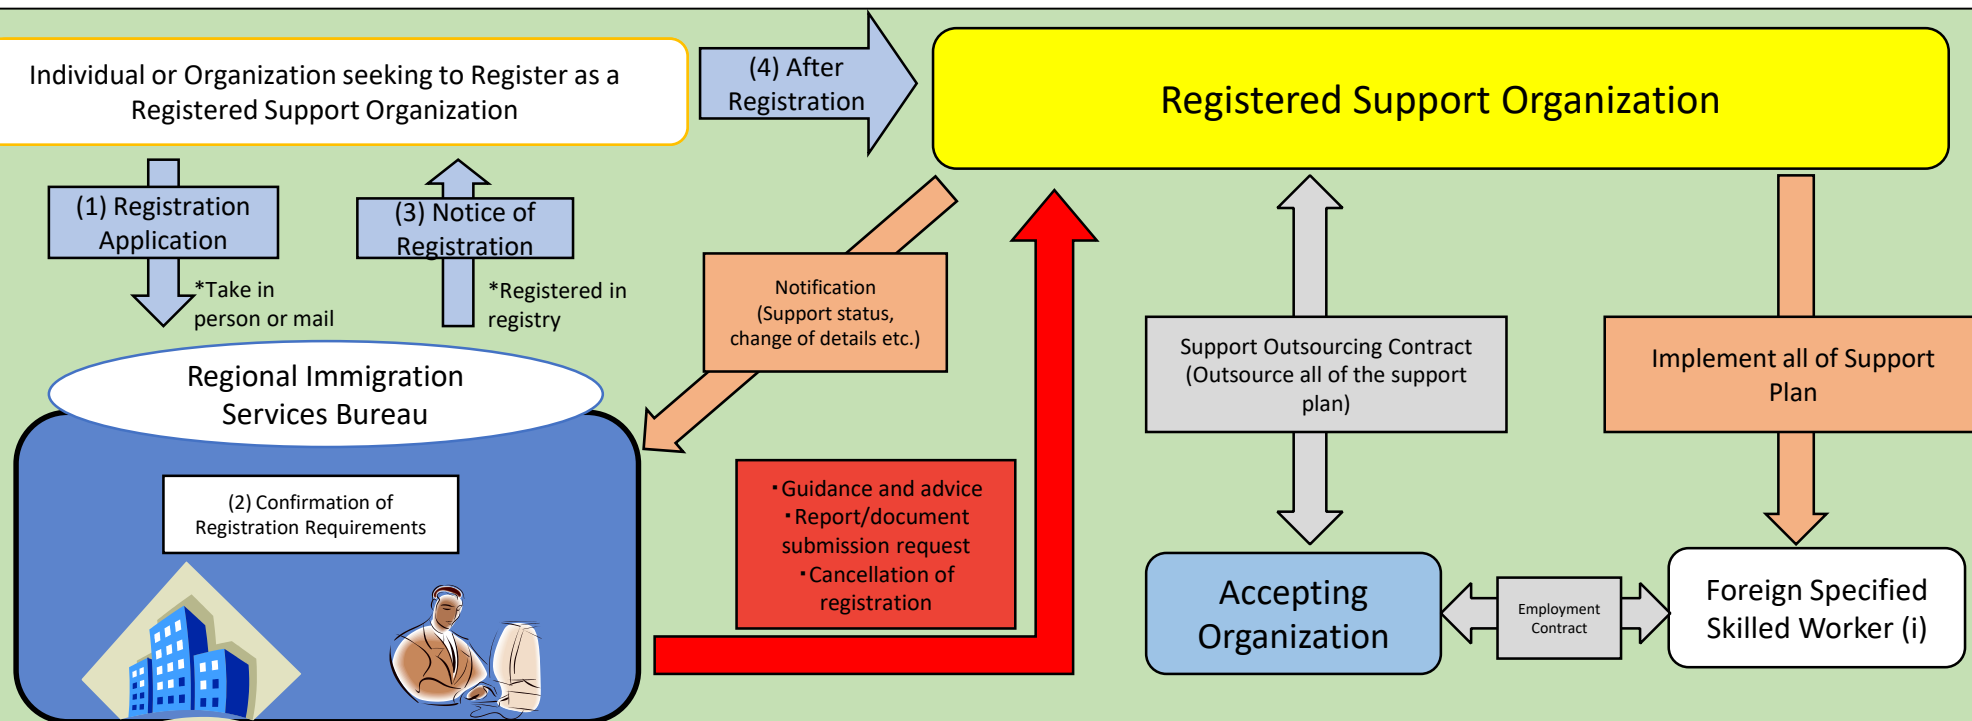 Individual or Organization seeking to Register as a
Registered Support Organization
(4) After
Registration
Registered Support Organization
(1) Registration
Application
*Take in
person or mail
(3) Notice of
Registration
*Registered in
registry
Notification
(Support status,
change of details etc.)
Support Outsourcing Contract
(Outsource all of the support
plan)
Implement all of Support
Plan
Regional Immigration
Services Bureau
(2) Confirmation of
Registration Requirements
・Guidance and advice
・Report/document
submission request
・Cancellation of
registration
Accepting
Organization
Employment
Contract
Foreign Specified
Skilled Worker (i)